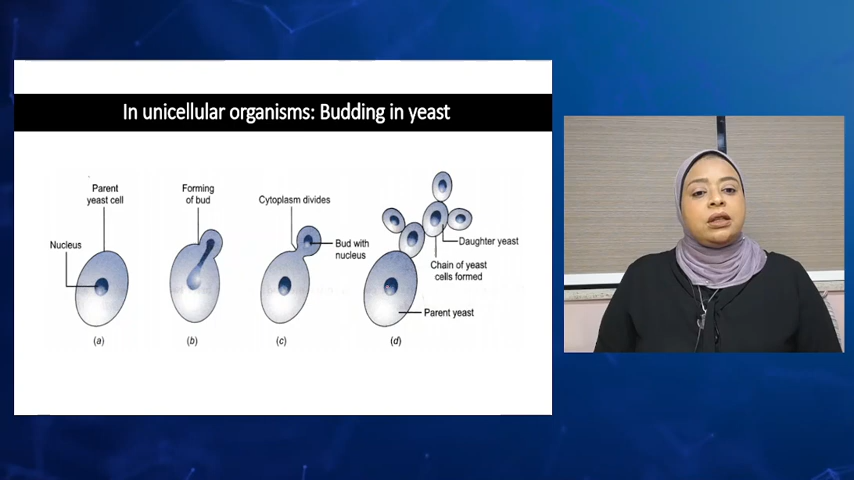 In unicellular organisms: Budding in yeast
Parent
yeast cell
Nucleus
(a)
Forming
of bud
(b)
Cytoplasm divides
Bud with
nucleus
(c)
Daughter yeast
Chain of yeast
cells formed
Parent yeast
(d)